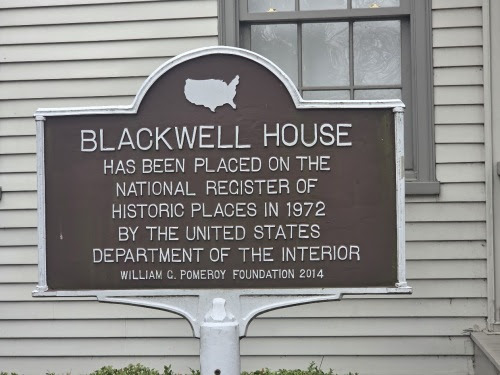 BLACKWELL HOUSE
HAS BEEN PLACED ON THE
NATIONAL REGISTER OF
HISTORIC PLACES IN 1972
BY THE UNITED STATES
DEPARTMENT OF THE INTERIOR
WILLIAM G. POMEROY FOUNDATION 2014